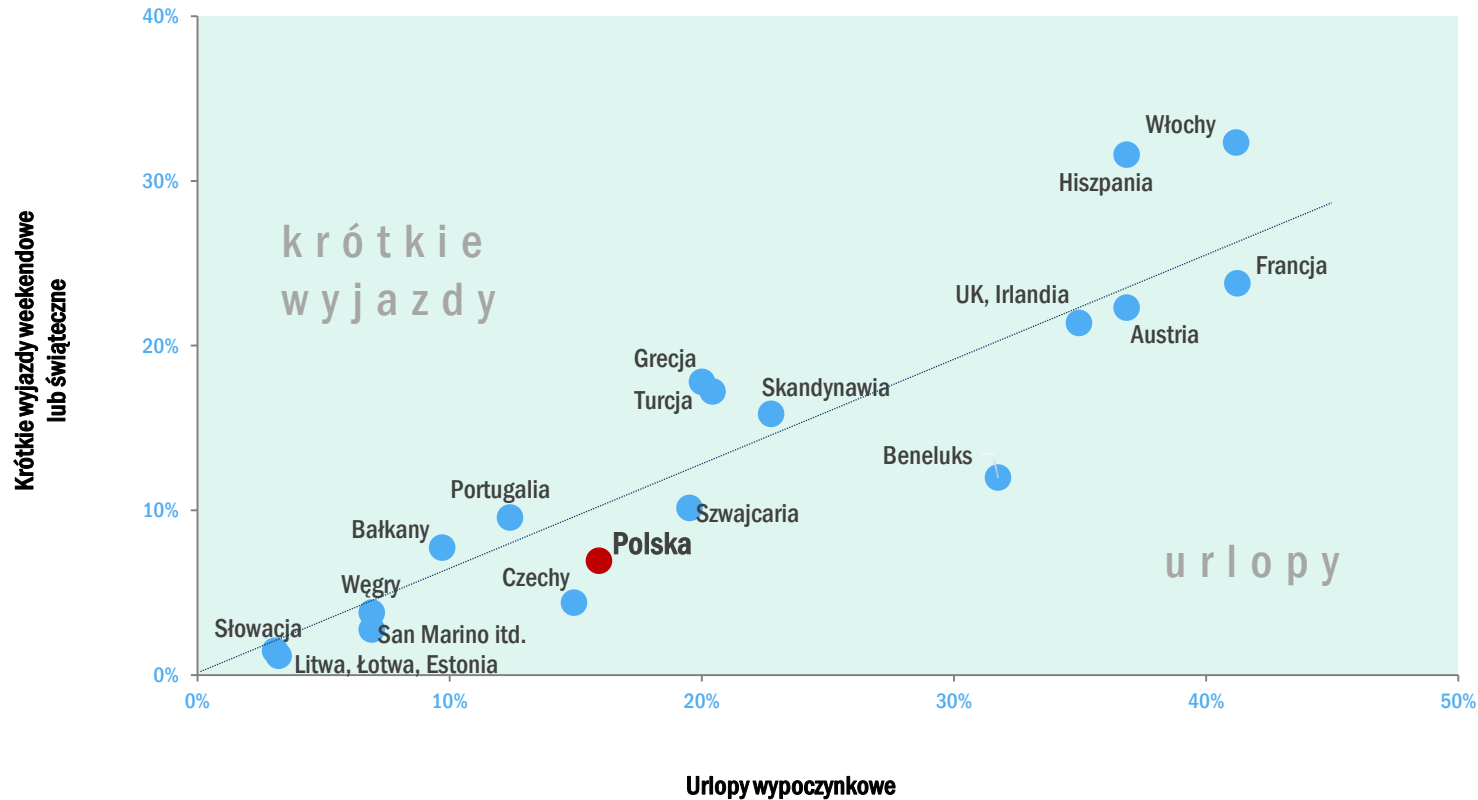 40%
30%
20%
10%
0%
0%
10%
20%
30%
40%
50%
Krótkie wyjazdy weekendowe
lub świąteczne
Urlopy wypoczynkowe
krótkie
wyjazdy
urlopy
Włochy
Hiszpania
Francja
UK, Irlandia
Austria
Grecja
Turcja
Skandynawia
Beneluks
Portugalia
Szwajcaria
Bałkany
Polska
Czechy
Węgry
Słowacja
San Marino itd.
Litwa, Łotwa, Estonia